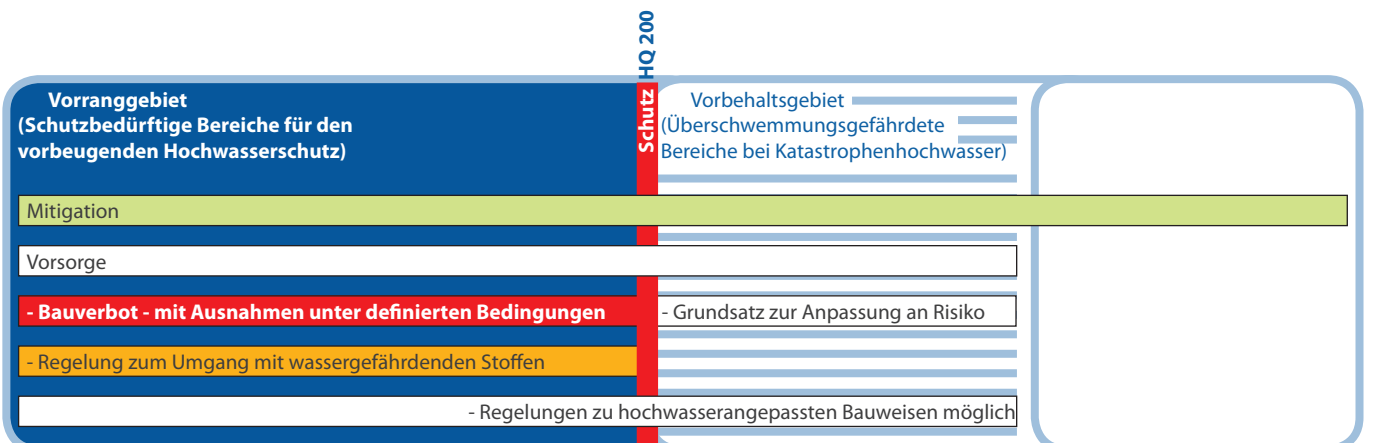 HQ 200
Schutz
Vorranggebiet
(Schutzbedürftige Bereiche für den
vorbeugenden Hochwasserschutz)
Vorbehaltsgebiet
(Überschwemmungsgefährdete
Bereiche bei Katastrophenhochwasser)
Mitigation
Vorsorge
- Bauverbot - mit Ausnahmen unter definierten Bedingungen
- Grundsatz zur Anpassung an Risiko
- Regelung zum Umgang mit wassergefährdenden Stoffen
- Regelungen zu hochwasserangepassten Bauweisen möglich